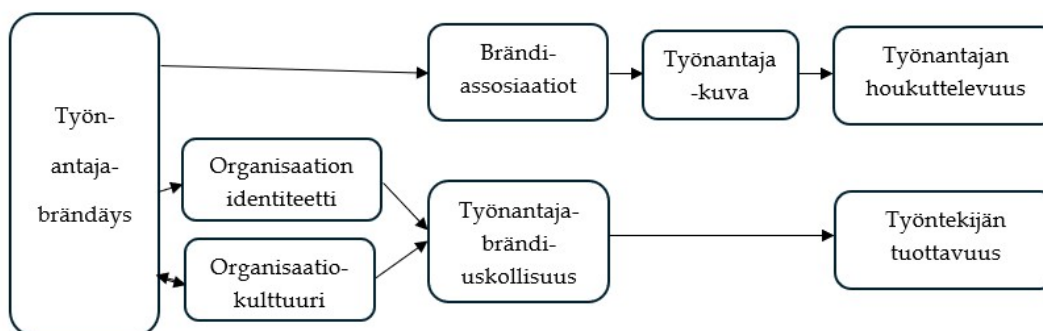 Työn-
antaja-
brändäys
Brändi-
assosiaatiot
Työnantaja
-kuva
Työnantajan
houkuttelevuus
Organisaation
identiteetti
Organisaatio-
kulttuuri
Työnantaja-
brändi-
uskollisuus
Työntekijän
tuottavuus